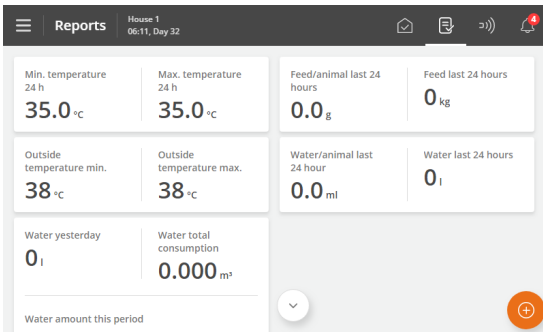 Reports
House 1
06:11, Day 32
4
Min. temperature
24 h
35.0 °C
Max. temperature
24 h
35.0 °C
Feed/animal last 24
hours
0.0 g
Feed last 24 hours
0 kg
Outside
temperature min.
38 °C
Outside
temperature max.
38 °C
Water/animal last
24 hour
0.0 ml
Water last 24 hours
0 l
Water yesterday
0 l
Water total
consumption
0.000 m³
Water amount this period